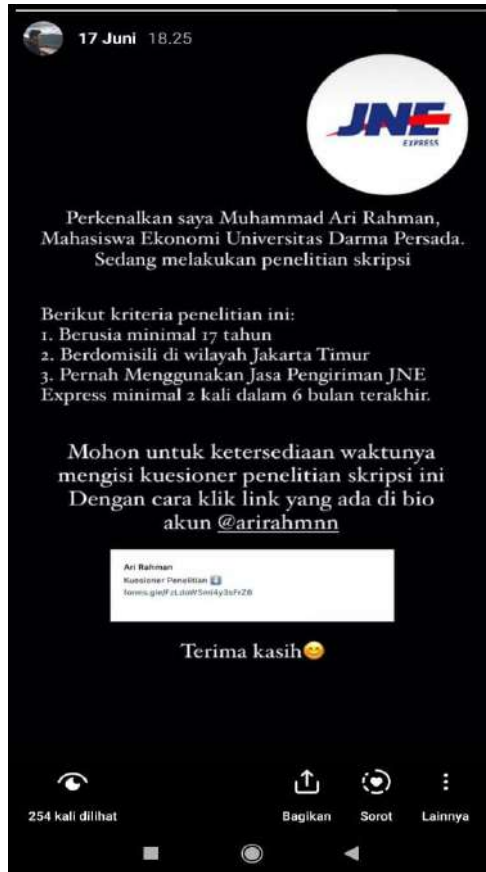 17 Juni 18.25
JNE
EXPRESS
Perkenalkan saya Muhammad Ari Rahman,
Mahasiswa Ekonomi Universitas Darma Persada.
Sedang melakukan penelitian skripsi
Berikut kriteria penelitian ini:
1. Berusia minimal 17 tahun
2. Berdomisili di wilayah Jakarta Timur
3. Pernah Menggunakan Jasa Pengiriman JNE
Express minimal 2 kali dalam 6 bulan terakhir.
Mohon untuk ketersediaan waktunya
mengisi kuesioner penelitian skripsi ini
Dengan cara klik link yang ada di bio
akun @arirahmnn
Ari Rahman
Kuesioner Penelitian ⬇️
Terima kasih😊
254 kali dilihat
Bagikan
Sorot
Lainnya